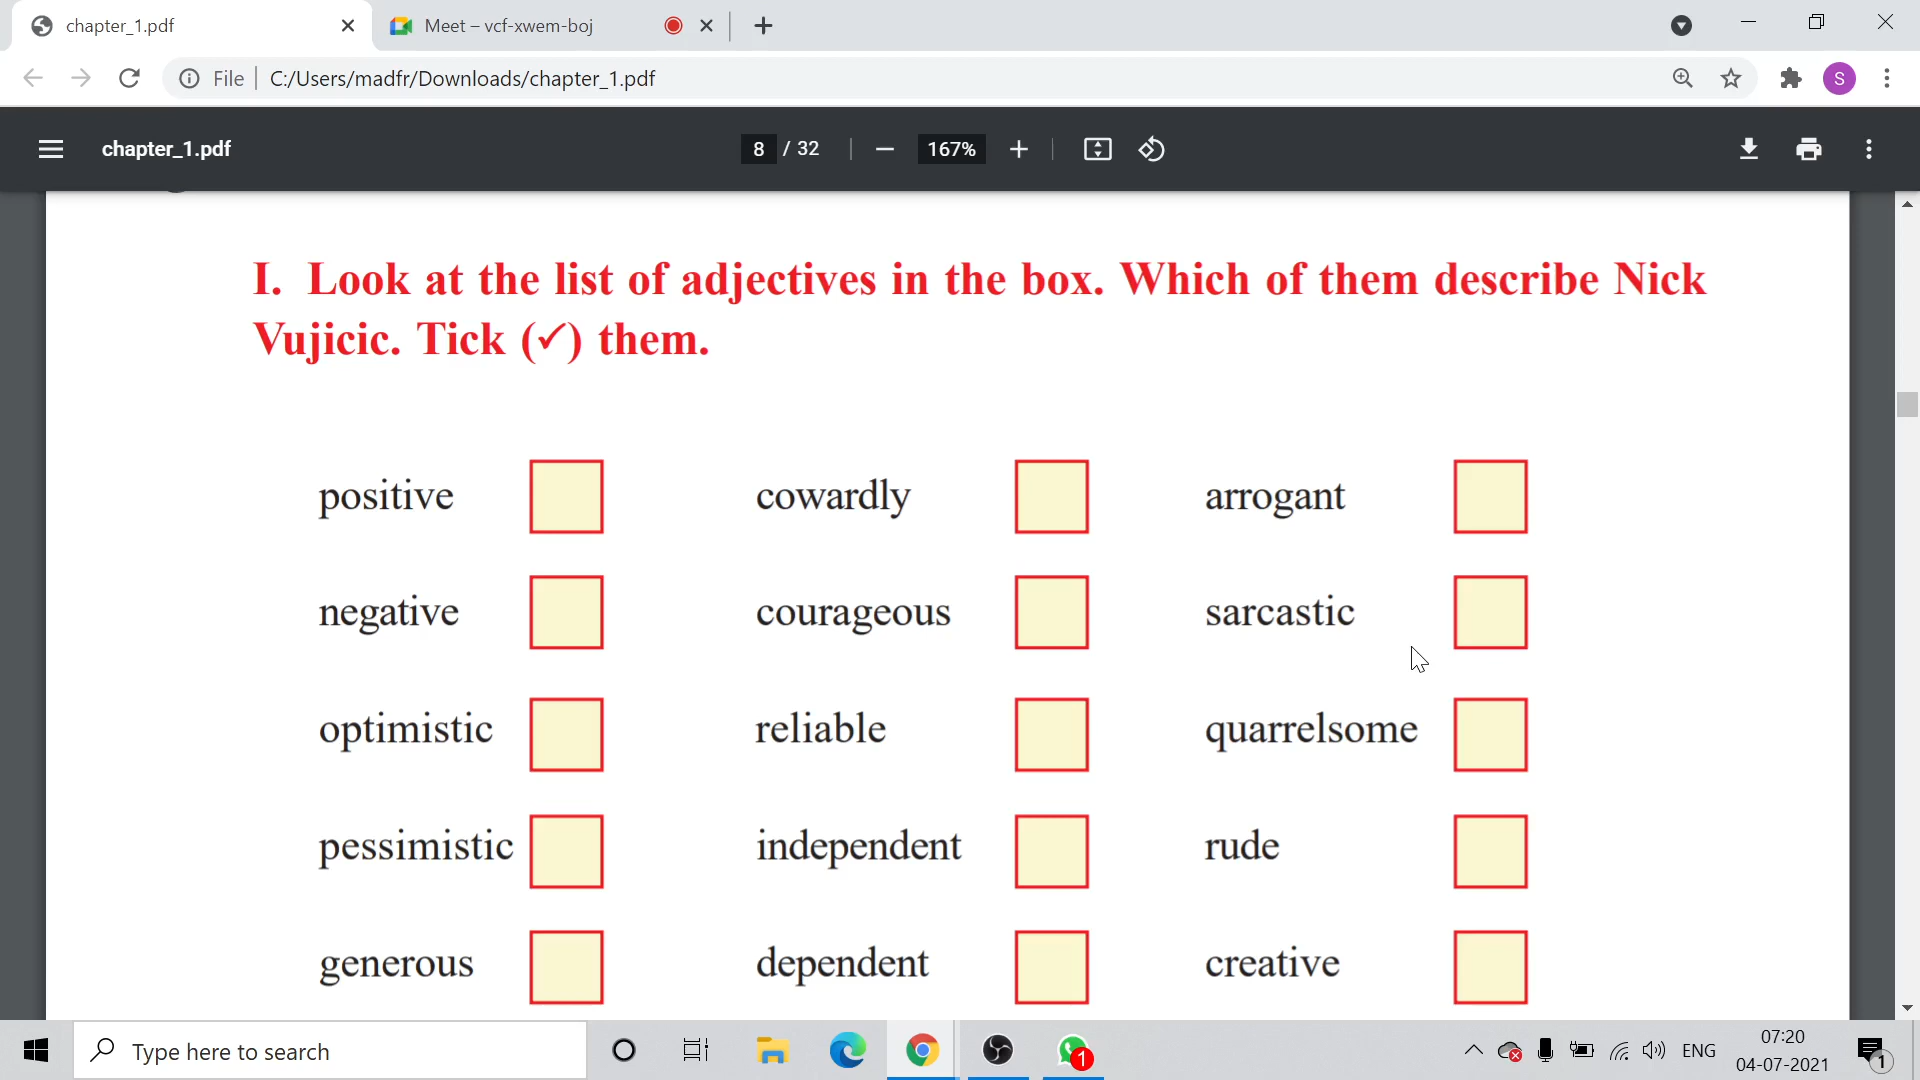 chapter_1.pdf
Meet – vcf-xwem-boj
File
C:/Users/madfr/Downloads/chapter_1.pdf
S
chapter_1.pdf
8 / 32
167%
I. Look at the list of adjectives in the box. Which of them describe Nick
Vujicic. Tick (✓) them.
positive cowardly arrogant
negative courageous sarcastic
optimistic reliable quarrelsome
pessimistic independent rude
generous dependent creative
Type here to search
1
ENG
07:20
04-07-2021
1